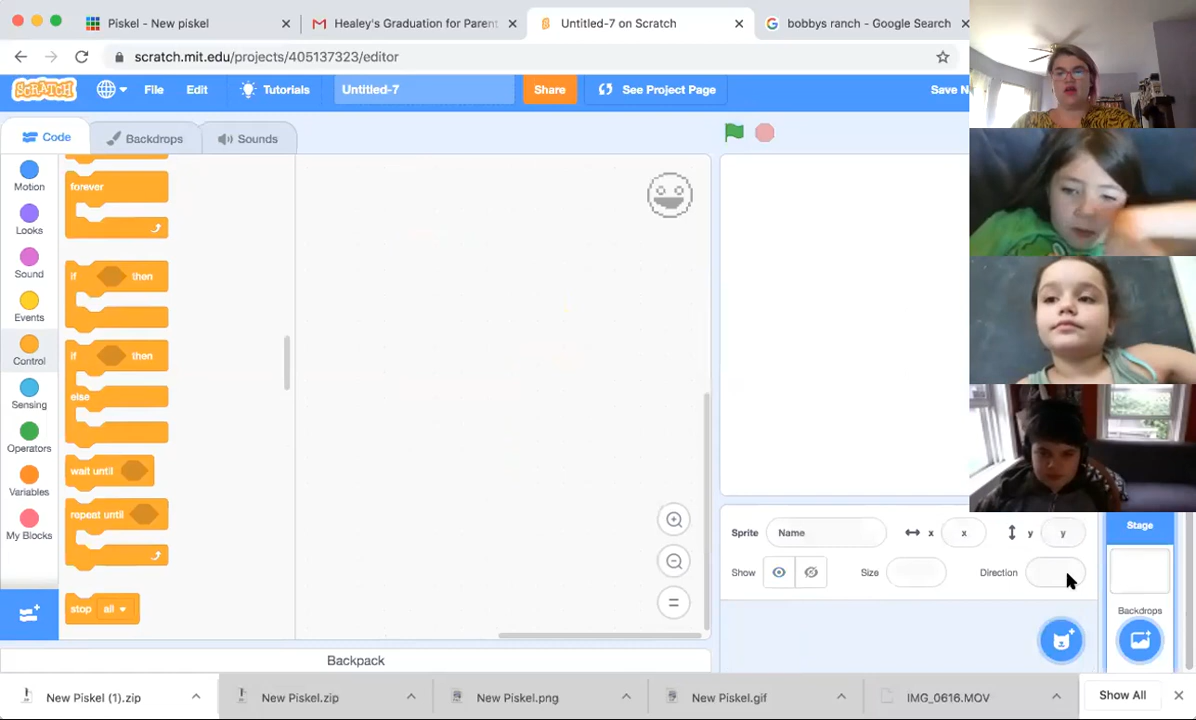 Piskel - New piskel
Healey's Graduation for Parent
Untitled-7 on Scratch
bobbys ranch - Google Search
scratch.mit.edu/projects/405137323/editor
SCRATCH
File
Edit
Tutorials
Untitled-7
Share
See Project Page
Save N
Code
Backdrops
Sounds
Motion
Looks
Sound
Events
Control
Sensing
Operators
Variables
My Blocks
forever
if then
if then
else
wait until
repeat until
stop all
Sprite
Name
x
x
y
y
Show
Size
Direction
Stage
Backdrops
Backpack
New Piskel (1).zip
New Piskel.zip
New Piskel.png
New Piskel.gif
IMG_0616.MOV
Show All